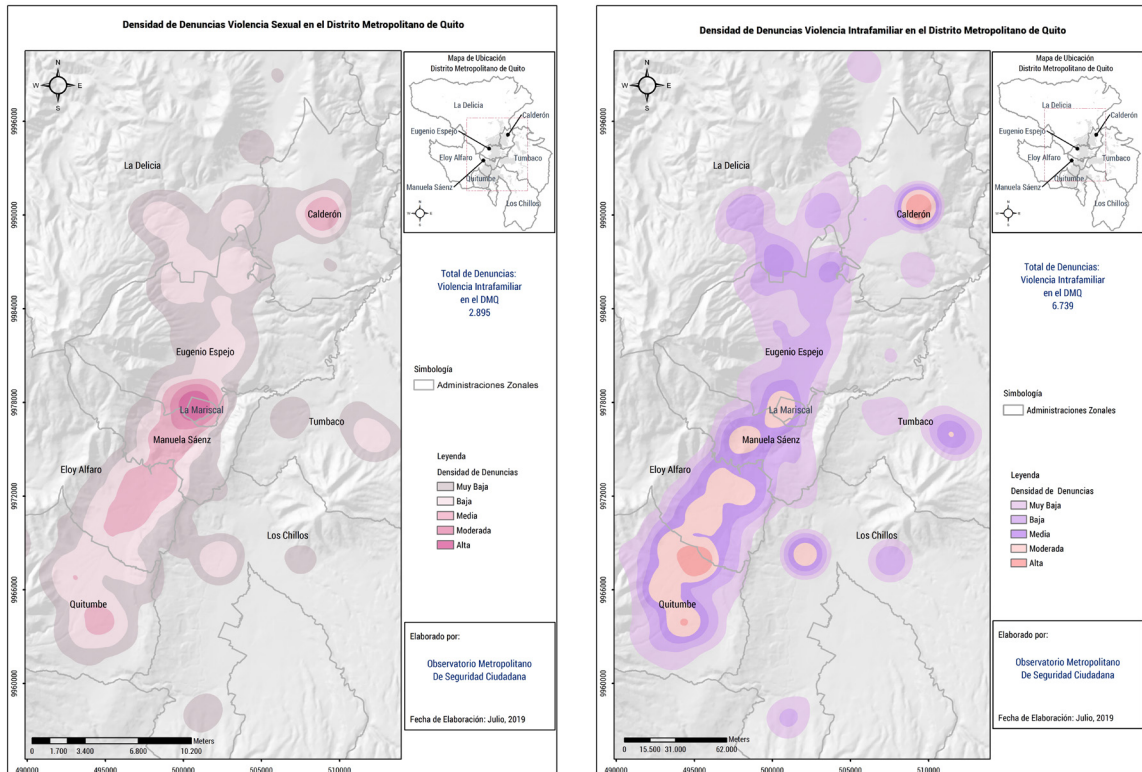 Densidad de Denuncias Violencia Sexual en el Distrito Metropolitano de Quito
N
W
E
S
9996000
9990000
9984000
9978000
9972000
9966000
9960000
La Delicia
Calderón
Eugenio Espejo
La Mariscal
Manuela Sáenz
Tumbaco
Eloy Alfaro
Los Chillos
Quitumbe
Meters
0 1.700 3.400 6.800 10.200
490000 495000 500000 505000 510000
Mapa de Ubicación
Distrito Metropolitano de Quito
La Delicia
Calderón
Eugenio Espejo
Eloy Alfaro
Tumbaco
Quitumbe
Manuela Sáenz
Los Chillos
N
W
E
S
Total de Denuncias:
Violencia Intrafamiliar
en el DMQ
2.895
Simbología
Administraciones Zonales
Leyenda
Densidad de Denuncias
Muy Baja
Baja
Media
Moderada
Alta
Elaborado por:
Observatorio Metropolitano
De Seguridad Ciudadana
Fecha de Elaboración: Julio, 2019
Densidad de Denuncias Violencia Intrafamiliar en el Distrito Metropolitano de Quito
N
W
E
S
9996000
9990000
9984000
9978000
9972000
9966000
9960000
La Delicia
Calderón
Eugenio Espejo
La Mariscal
Manuela Sáenz
Tumbaco
Eloy Alfaro
Los Chillos
Quitumbe
Meters
0 15.500 31.000 62.000
490000 495000 500000 505000 510000
Mapa de Ubicación
Distrito Metropolitano de Quito
La Delicia
Calderón
Eugenio Espejo
Eloy Alfaro
Tumbaco
Quitumbe
Manuela Sáenz
Los Chillos
N
W
E
S
Total de Denuncias:
Violencia Intrafamiliar
en el DMQ
6.739
Simbología
Administraciones Zonales
Leyenda
Densidad de Denuncias
Muy Baja
Baja
Media
Moderada
Alta
Elaborado por:
Observatorio Metropolitano
De Seguridad Ciudadana
Fecha de Elaboración: Julio, 2019